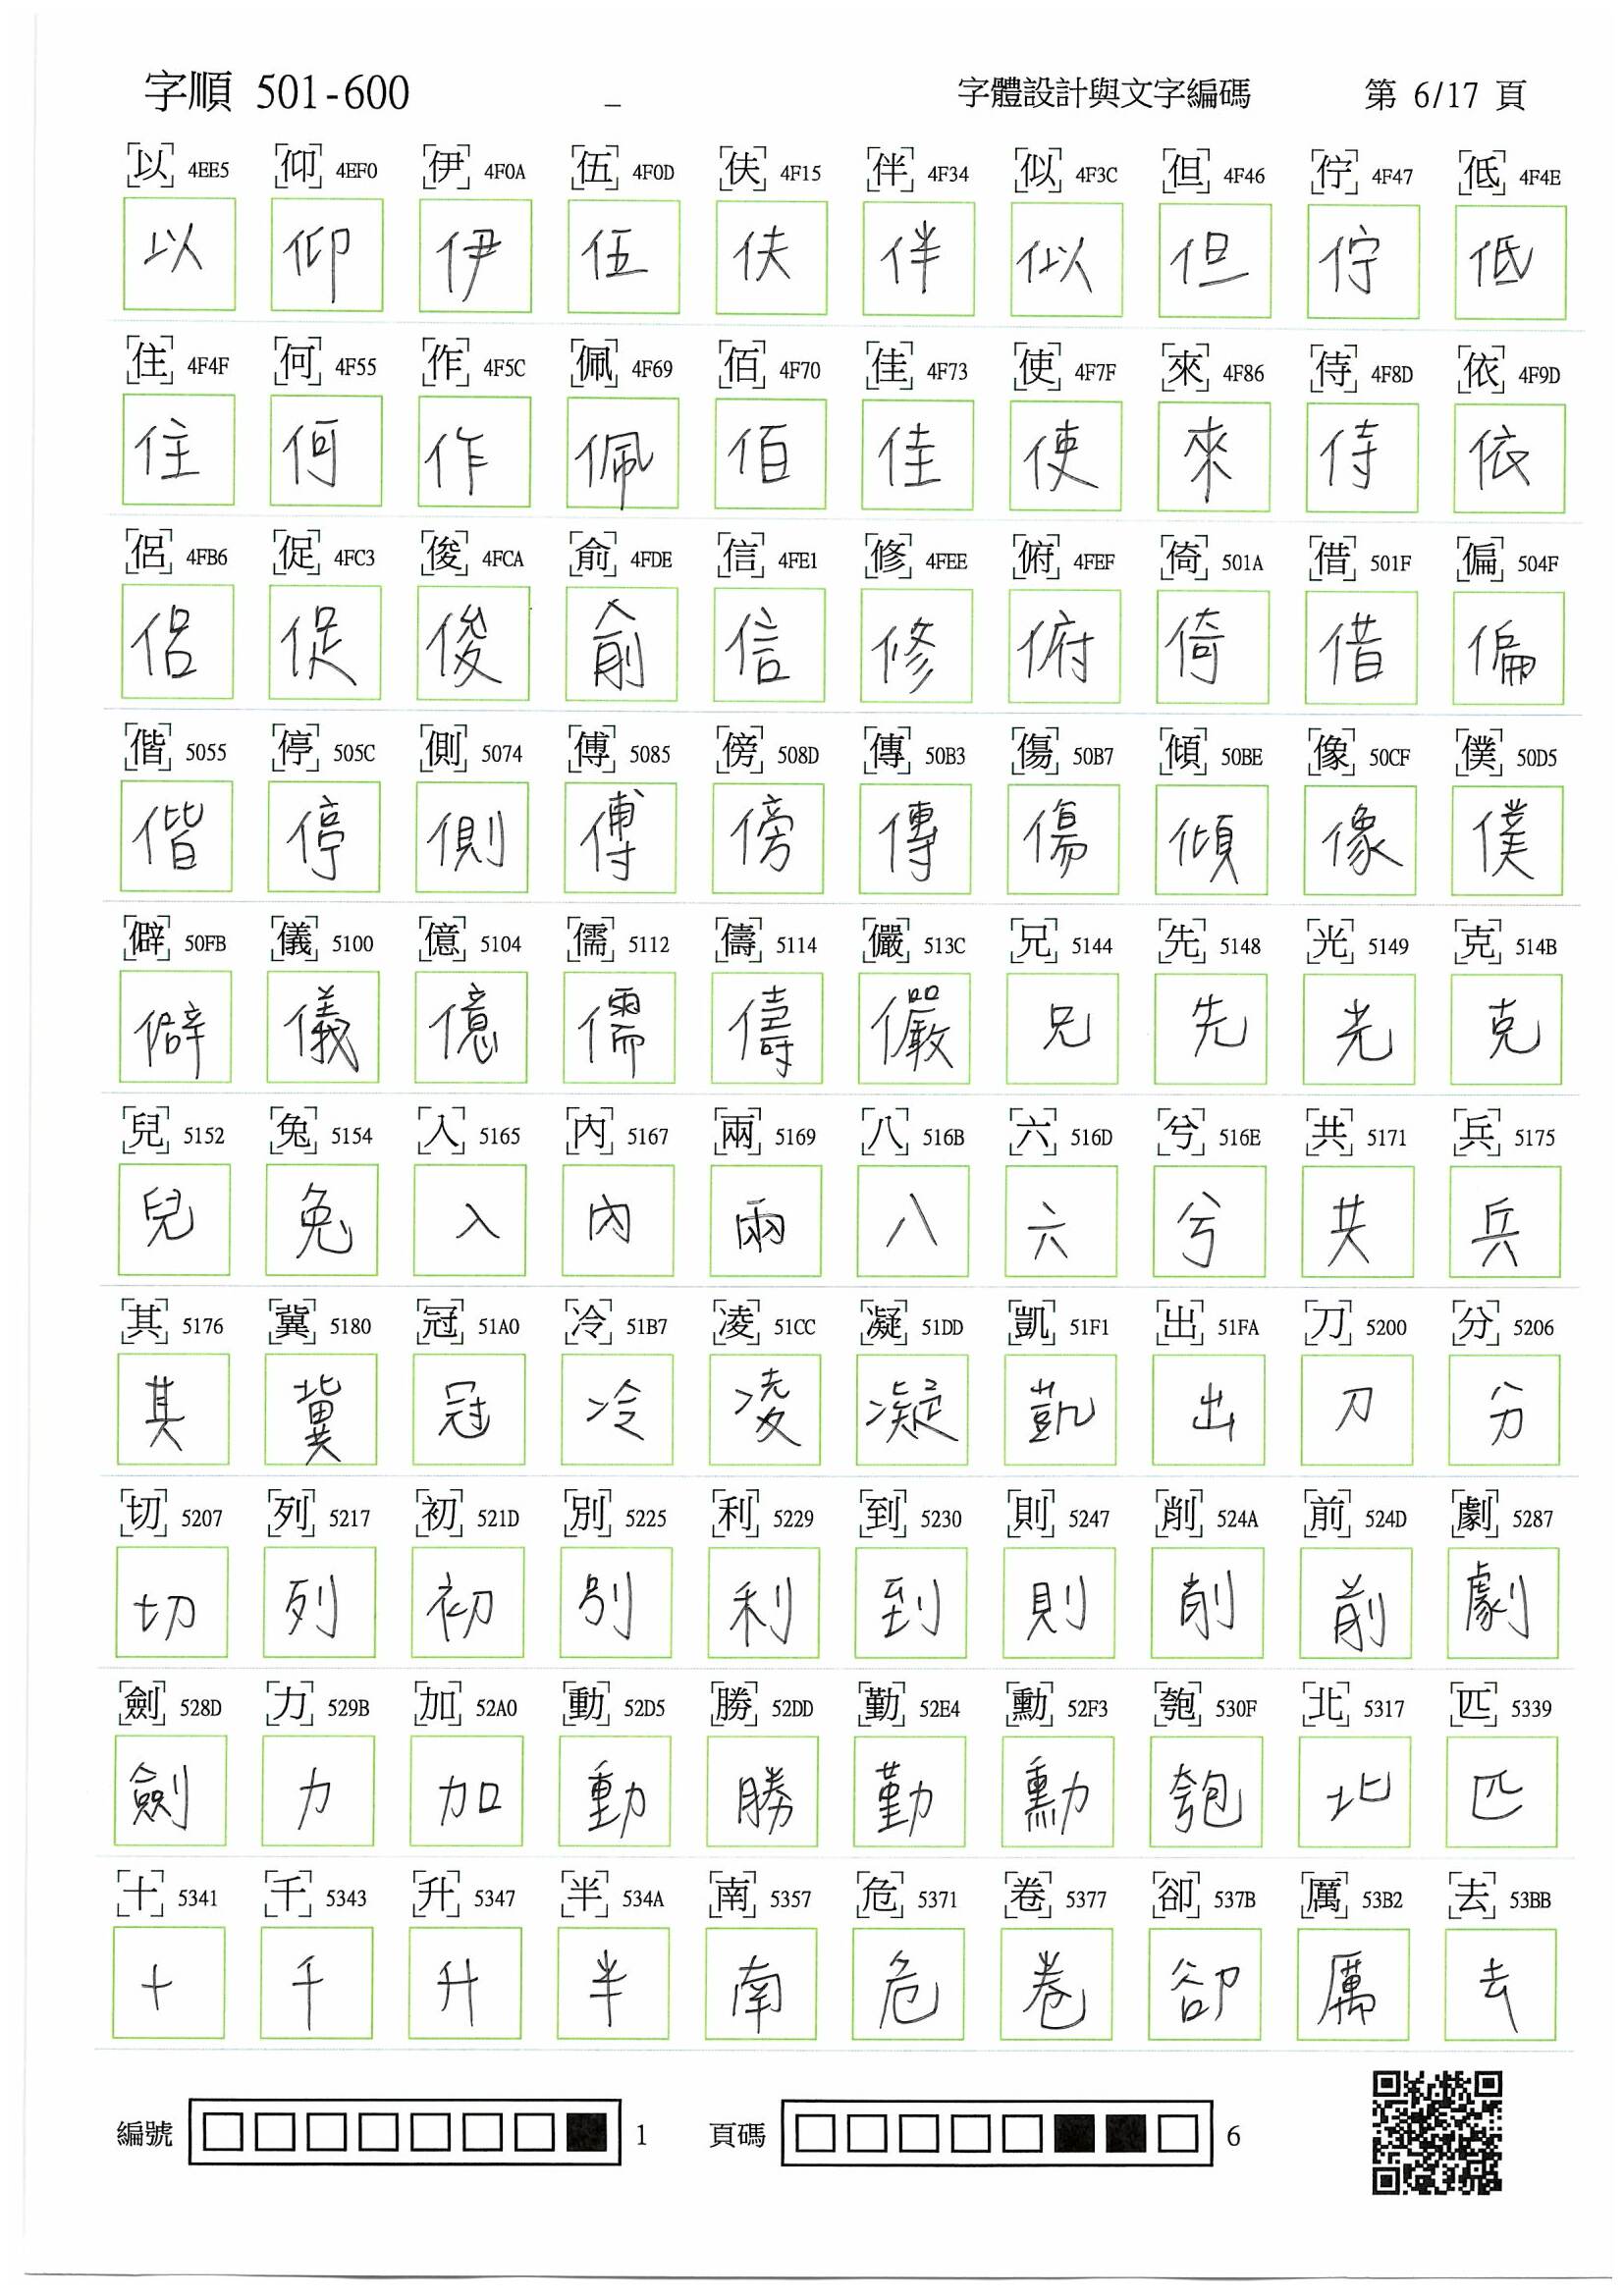 字順 501-600 _ 字體設計與文字編碼 第 6/17 頁
以 4EE5 仰 4EF0 伊 4F0A 伍 4F0D 伕 4F15 伴 4F34 似 4F3C 但 4F46 佇 4F47 低 4F4E
以 仰 伊 伍 伕 伴 似 但 佇 低
住 4F4F 何 4F55 作 4F5C 佩 4F69 佰 4F70 佳 4F73 使 4F7F 來 4F86 侍 4F8D 依 4F9D
住 何 作 佩 佰 佳 使 來 侍 依
侶 4FB6 促 4FC3 俊 4FCA 俞 4FDE 信 4FE1 修 4FEE 俯 4FEF 倚 501A 借 501F 偏 504F
侶 促 俊 俞 信 修 俯 倚 借 偏
偕 5055 停 505C 側 5074 傅 5085 傍 508D 傳 50B3 傷 50B7 傾 50BE 像 50CF 僕 50D5
偕 停 側 傅 傍 傳 傷 傾 像 僕
僻 50FB 儀 5100 億 5104 儒 5112 儔 5114 儼 513C 兄 5144 先 5148 光 5149 克 514B
僻 儀 億 儒 儔 儼 兄 先 光 克
兒 5152 兔 5154 入 5165 內 5167 兩 5169 八 516B 六 516D 兮 516E 共 5171 兵 5175
兒 兔 入 內 兩 八 六 兮 共 兵
其 5176 冀 5180 冠 51A0 冷 51B7 凌 51CC 凝 51DD 凱 51F1 出 51FA 刀 5200 分 5206
其 冀 冠 冷 凌 凝 凱 出 刀 分
切 5207 列 5217 初 521D 別 5225 利 5229 到 5230 則 5247 削 524A 前 524D 劇 5287
切 列 初 別 利 到 則 削 前 劇
劍 528D 力 529B 加 52A0 動 52D5 勝 52DD 勤 52E4 勳 52F3 匏 530F 北 5317 匹 5339
劍 力 加 動 勝 勤 勳 匏 北 匹
十 5341 千 5343 升 5347 半 534A 南 5357 危 5371 卷 5377 卻 537B 厲 53B2 去 53BB
十 千 升 半 南 危 卷 卻 厲 去
編號 1 頁碼 6